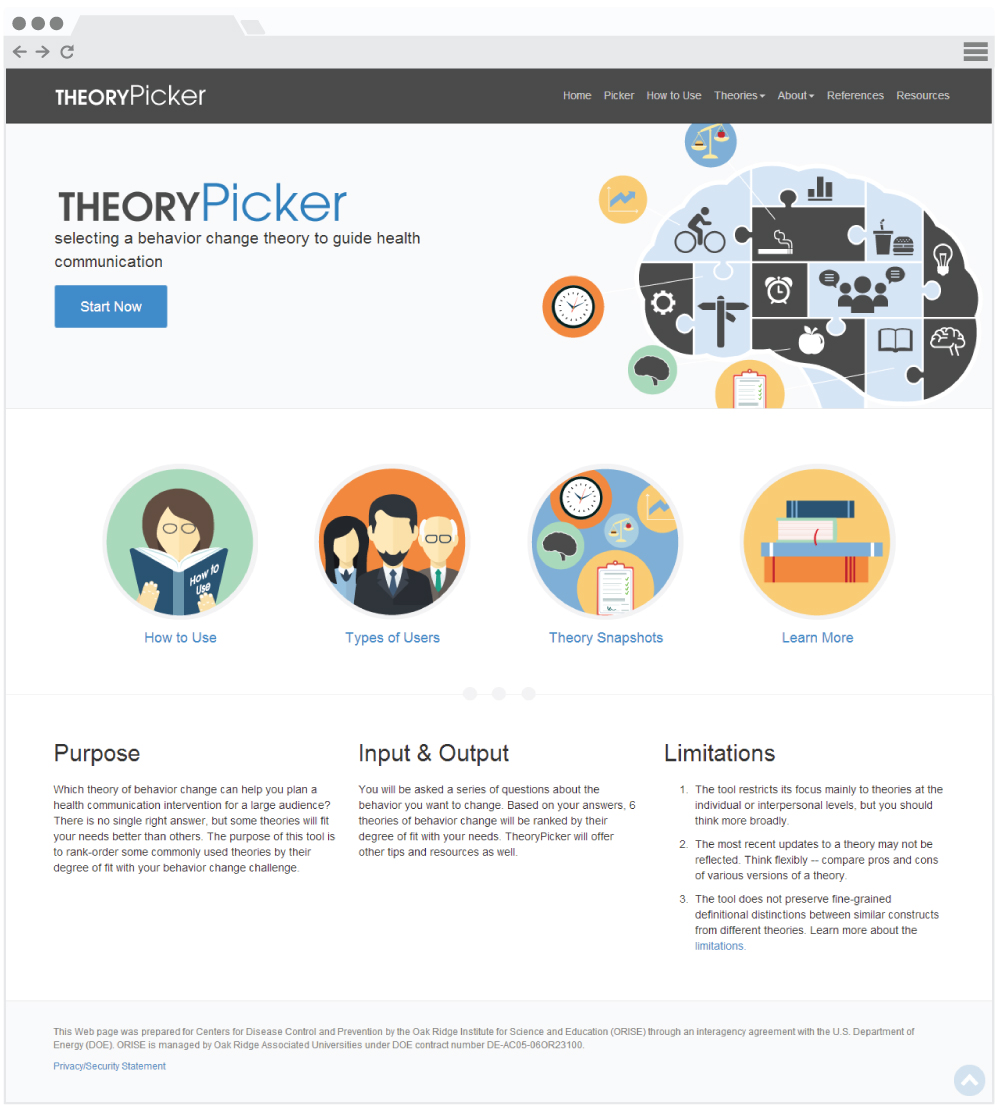 THEORYPicker
Home Picker How to Use Theories About References Resources
THEORYPicker
selecting a behavior change theory to guide health
communication
Start Now
How to
Use
How to Use
Types of Users
Theory Snapshots
Learn More
Purpose
Which theory of behavior change can help you plan a
health communication intervention for a large audience?
There is no single right answer, but some theories will fit
your needs better than others. The purpose of this tool is
to rank-order some commonly used theories by their
degree of fit with your behavior change challenge.
Input & Output
You will be asked a series of questions about the
behavior you want to change. Based on your answers, 6
theories of behavior change will be ranked by their
degree of fit with your needs. TheoryPicker will offer
other tips and resources as well.
Limitations
1. The tool restricts its focus mainly to theories at the
individual or interpersonal levels, but you should
think more broadly.
2. The most recent updates to a theory may not be
reflected. Think flexibly -- compare pros and cons
of various versions of a theory.
3. The tool does not preserve fine-grained
definitional distinctions between similar constructs
from different theories. Learn more about the
limitations.
This Web page was prepared for Centers for Disease Control and Prevention by the Oak Ridge Institute for Science and Education (ORISE) through an interagency agreement with the U.S. Department of
Energy (DOE). ORISE is managed by Oak Ridge Associated Universities under DOE contract number DE-AC05-06OR23100.
Privacy/Security Statement